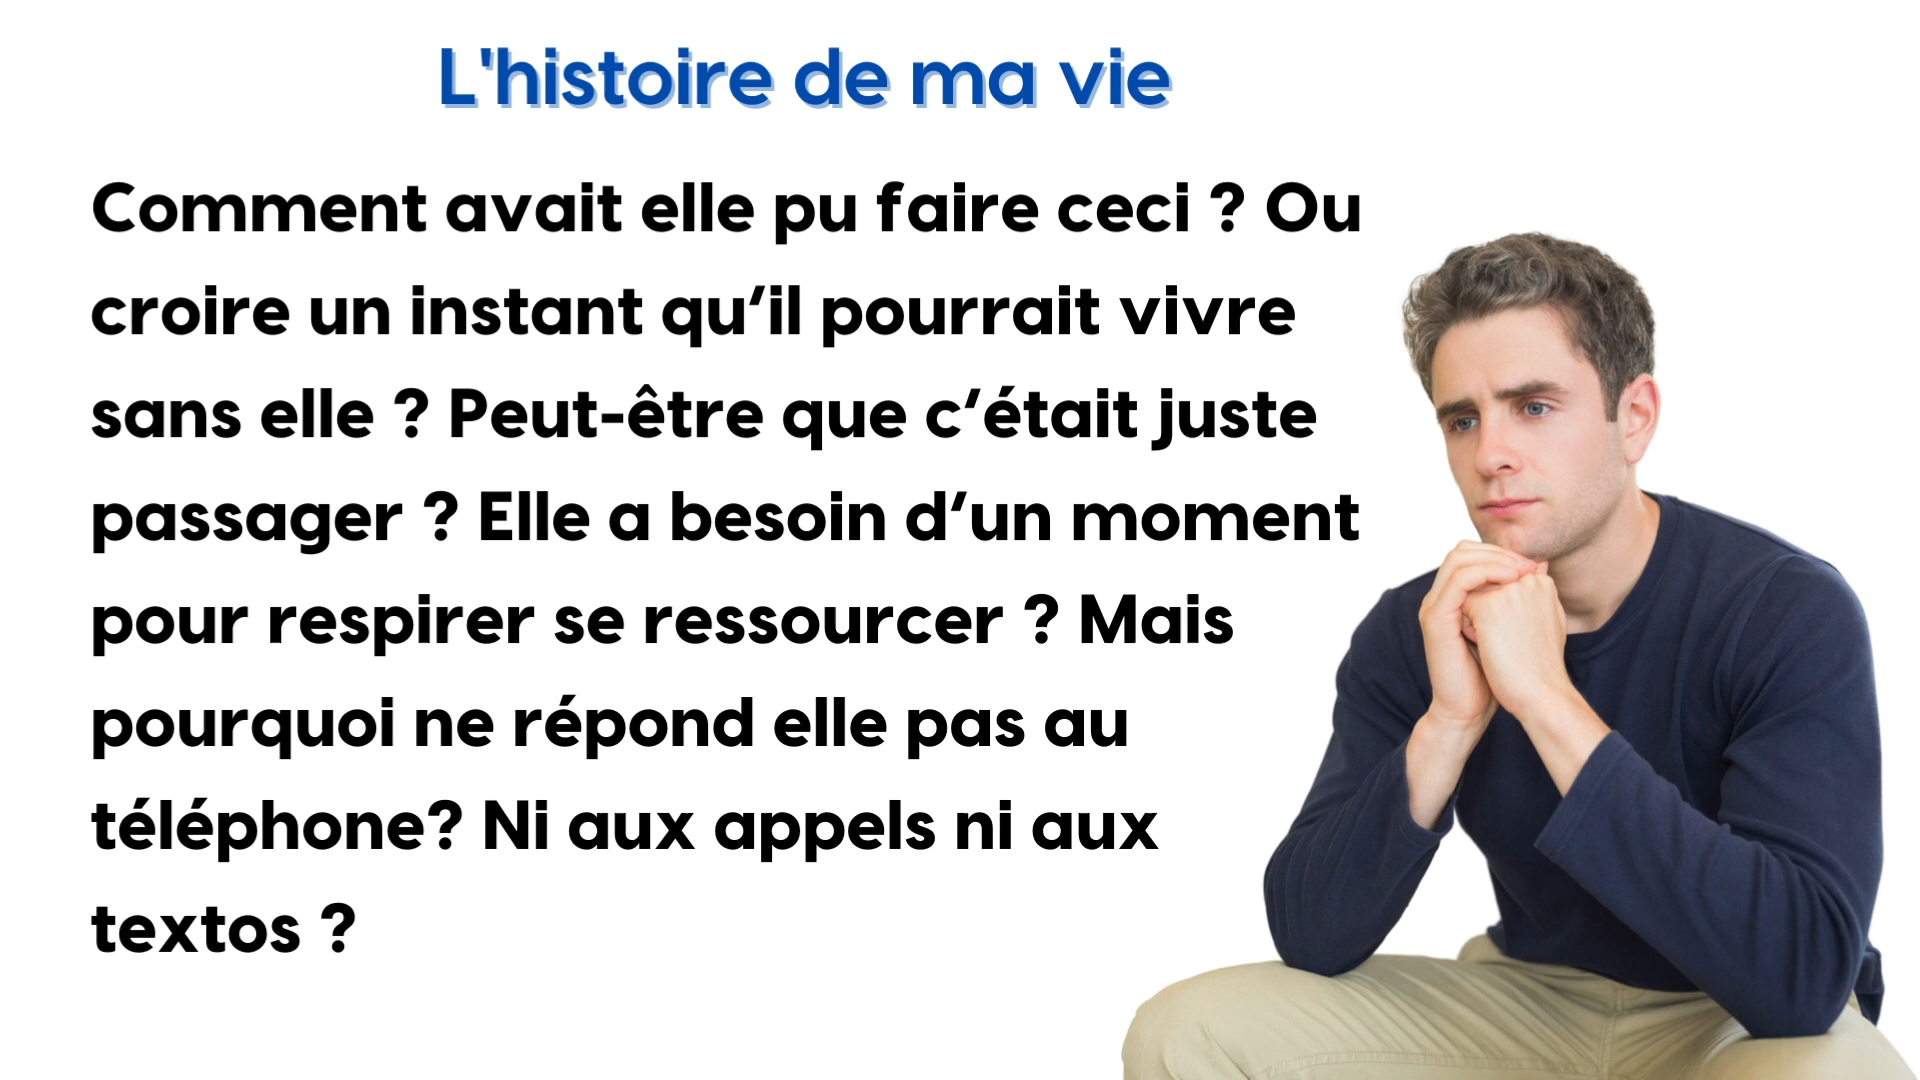 L'histoire de ma vie
Comment avait elle pu faire ceci ? Ou
croire un instant qu’il pourrait vivre
sans elle ? Peut-être que c’était juste
passager ? Elle a besoin d’un moment
pour respirer se ressourcer ? Mais
pourquoi ne répond elle pas au
téléphone? Ni aux appels ni aux
textos ?